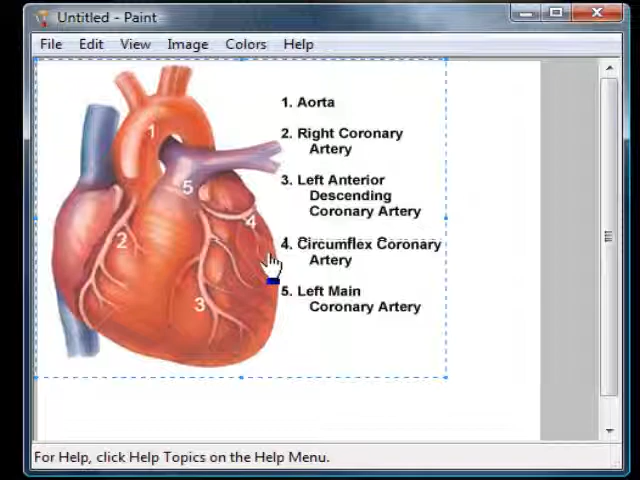 Untitled - Paint
File Edit View Image Colors Help
1. Aorta
2. Right Coronary
Artery
3. Left Anterior
Descending
Coronary Artery
4. Circumflex Coronary
Artery
5. Left Main
Coronary Artery
1
5
4
2
3
For Help, click Help Topics on the Help Menu.